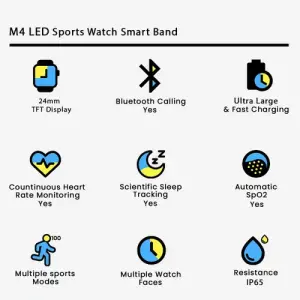 M4 LED Sports Watch Smart Band
24mm
TFT Display
Bluetooth Calling
Yes
Ultra Large
& Fast Charging
Countinuous Heart
Rate Monitoring
Yes
Z
Z
Z
Scientific Sleep
Tracking
Yes
Automatic
SpO2
Yes
100
Multiple sports
Modes
Multiple Watch
Faces
Resistance
IP65